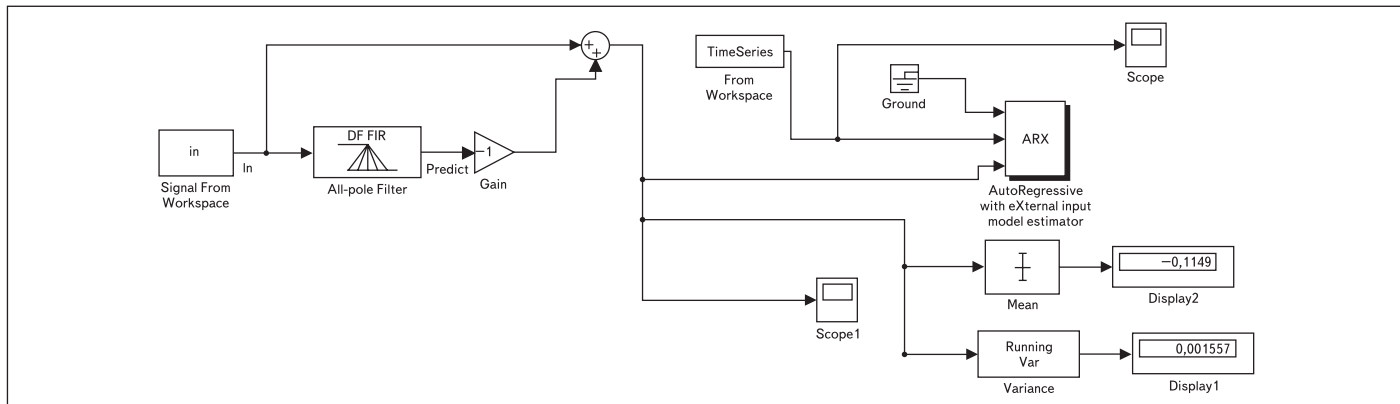 TimeSeries
From
Workspace
Scope
Ground
ARX
AutoRegressive
with eXternal input
model estimator
in
In
Signal From
Workspace
DF FIR
All-pole Filter
Predict
−1
Gain
+
+
Scope1
Mean
−0,1149
Display2
Running
Var
Variance
0,001557
Display1